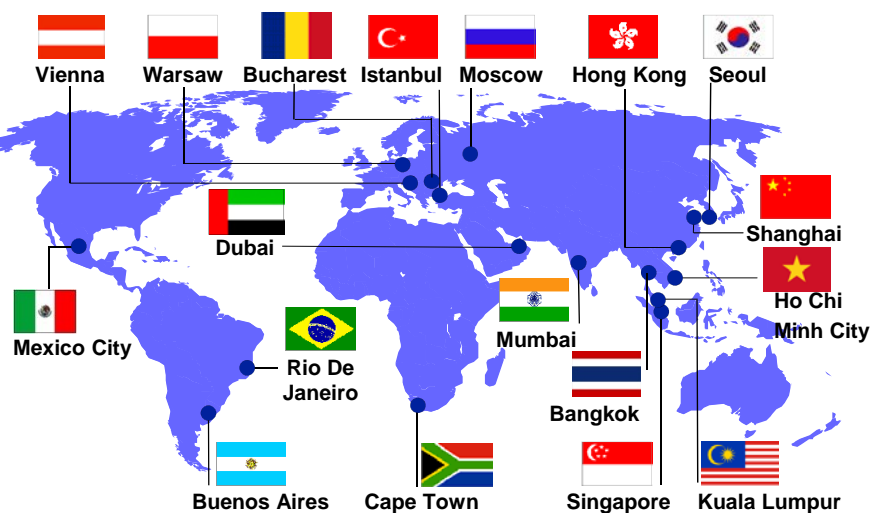 Vienna
Warsaw
Bucharest
Istanbul
Moscow
Hong Kong
Seoul
Shanghai
Dubai
Ho Chi
Minh City
Mumbai
Mexico City
Rio De
Janeiro
Bangkok
Buenos Aires
Cape Town
Singapore
Kuala Lumpur